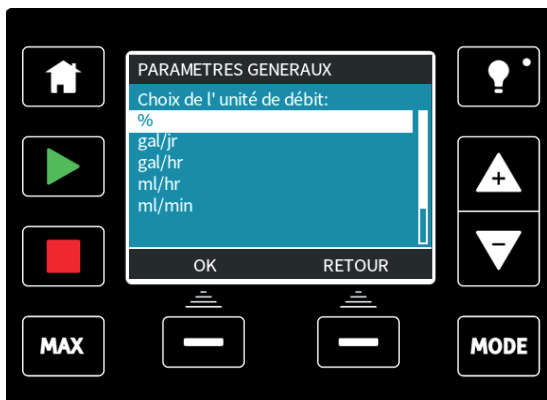 PARAMETRES GENERAUX
Choix de l' unité de débit:
%
gal/jr
gal/hr
ml/hr
ml/min
OK RETOUR
+
−
MAX
MODE